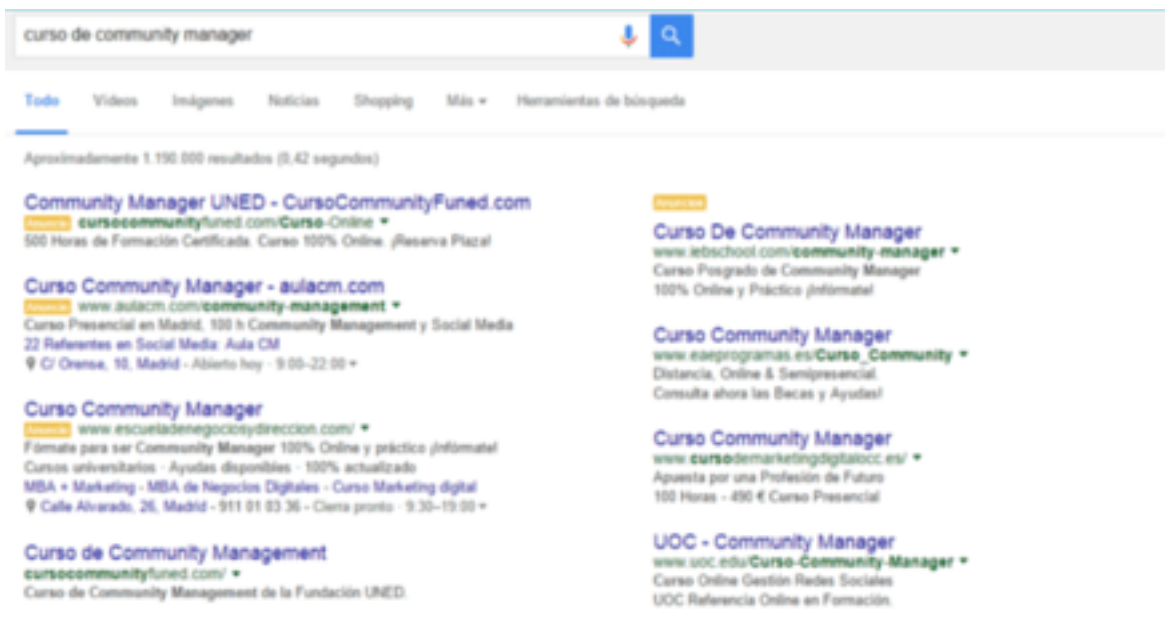 curso de community manager
Todo Vídeos Imágenes Noticias Shopping Más Herramientas de búsqueda
Aproximadamente 1.190.000 resultados (0,42 segundos)
Community Manager UNED - CursoCommunityFuned.com
Anuncio cursocommunityfuned.com/Curso-Online
500 Horas de Formación Certificada. Curso 100% Online. ¡Reserva Plaza!
Curso Community Manager - aulacm.com
Anuncio www.aulacm.com/community-management
Curso Presencial en Madrid, 100 h Community Management y Social Media
22 Referentes en Social Media: Aula CM
C/ Orense, 10, Madrid - Abierto hoy · 9:00–22:00
Curso Community Manager
Anuncio www.escueladenegociosydireccion.com/
Fórmate para ser Community Manager 100% Online y práctico ¡Infórmate!
Cursos universitarios · Ayudas disponibles · 100% actualizado
MBA + Marketing - MBA de Negocios Digitales - Curso Marketing digital
Calle Alvarado, 26, Madrid - 911 01 03 36 - Cierra pronto · 9:30–19:00
Curso de Community Management
cursocommunityfuned.com/
Curso de Community Management de la Fundación UNED.
Anuncios
Curso De Community Manager
www.iebschool.com/community-manager
Curso Posgrado de Community Manager
100% Online y Práctico ¡Infórmate!
Curso Community Manager
www.eaeprogramas.es/Curso_Community
Distancia, Online & Semipresencial.
Consulta ahora las Becas y Ayudas!
Curso Community Manager
www.cursodemarketingdigitalocc.es/
Apuesta por una Profesión de Futuro
100 Horas - 490 € Curso Presencial
UOC - Community Manager
www.uoc.edu/Curso-Community-Manager
Curso Online Gestión Redes Sociales
UOC Referencia Online en Formación.